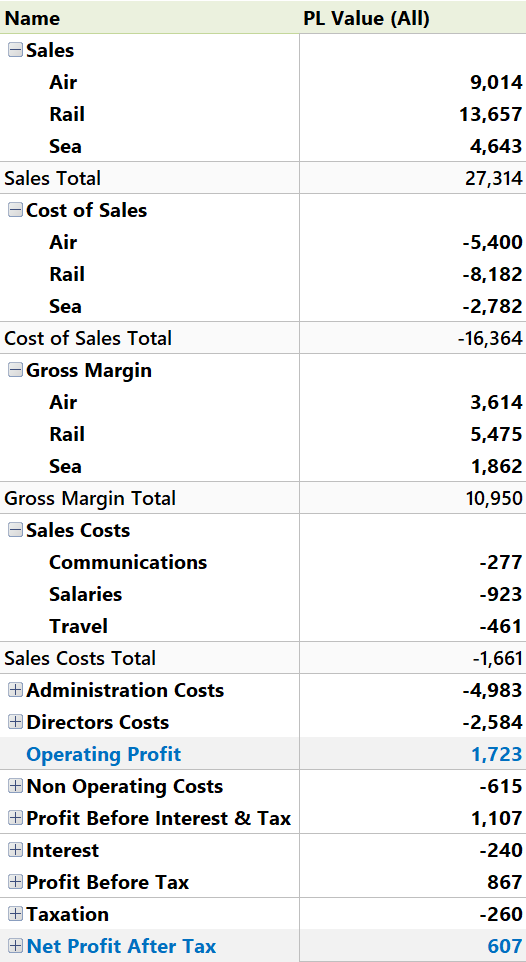 Name PL Value (All)
Sales
Air 9,014
Rail 13,657
Sea 4,643
Sales Total 27,314
Cost of Sales
Air -5,400
Rail -8,182
Sea -2,782
Cost of Sales Total -16,364
Gross Margin
Air 3,614
Rail 5,475
Sea 1,862
Gross Margin Total 10,950
Sales Costs
Communications -277
Salaries -923
Travel -461
Sales Costs Total -1,661
Administration Costs -4,983
Directors Costs -2,584
Operating Profit 1,723
Non Operating Costs -615
Profit Before Interest & Tax 1,107
Interest -240
Profit Before Tax 867
Taxation -260
Net Profit After Tax 607